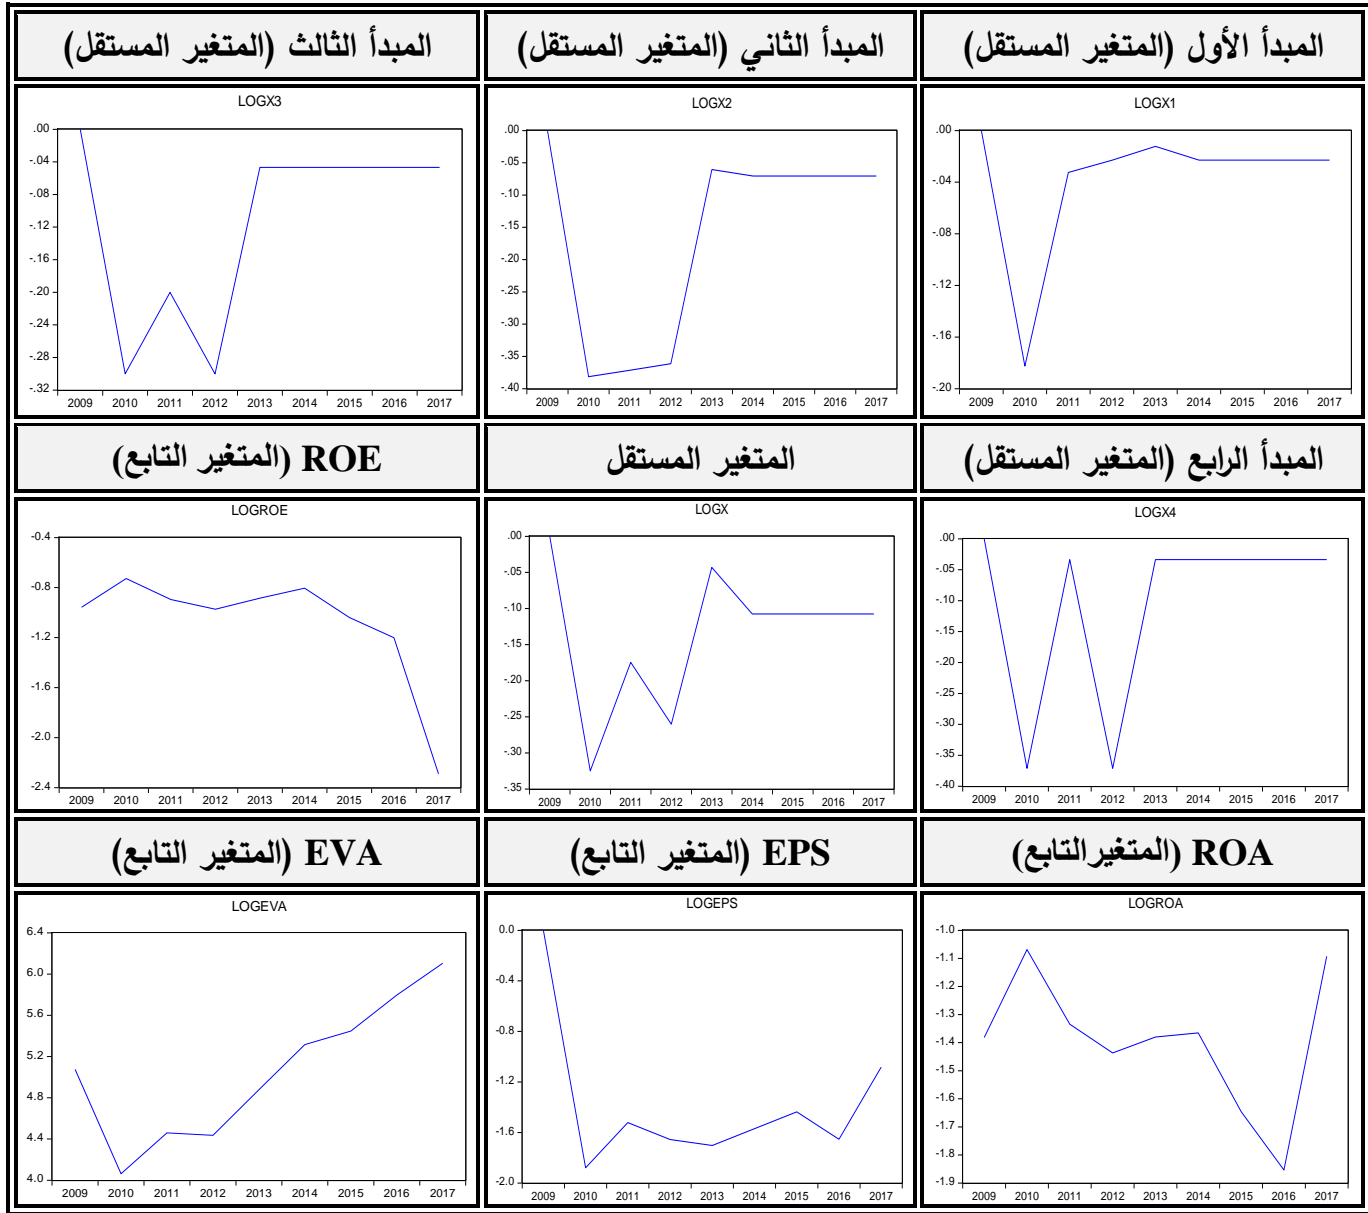 المبدأ الأول (المتغير المستقل)
المبدأ الثاني (المتغير المستقل)
المبدأ الثالث (المتغير المستقل)
LOGX1
.00
-.04
-.08
-.12
-.16
-.20
2009 2010 2011 2012 2013 2014 2015 2016 2017
LOGX2
.00
-.05
-.10
-.15
-.20
-.25
-.30
-.35
-.40
2009 2010 2011 2012 2013 2014 2015 2016 2017
LOGX3
.00
-.04
-.08
-.12
-.16
-.20
-.24
-.28
-.32
2009 2010 2011 2012 2013 2014 2015 2016 2017
المبدأ الرابع (المتغير المستقل)
المتغير المستقل
ROE (المتغير التابع)
LOGX4
.00
-.05
-.10
-.15
-.20
-.25
-.30
-.35
-.40
2009 2010 2011 2012 2013 2014 2015 2016 2017
LOGX
.00
-.05
-.10
-.15
-.20
-.25
-.30
-.35
2009 2010 2011 2012 2013 2014 2015 2016 2017
LOGROE
-0.4
-0.8
-1.2
-1.6
-2.0
-2.4
2009 2010 2011 2012 2013 2014 2015 2016 2017
ROA (المتغيرالتابع)
EPS (المتغير التابع)
EVA (المتغير التابع)
LOGROA
-1.0
-1.1
-1.2
-1.3
-1.4
-1.5
-1.6
-1.7
-1.8
-1.9
2009 2010 2011 2012 2013 2014 2015 2016 2017
LOGEPS
0.0
-0.4
-0.8
-1.2
-1.6
-2.0
2009 2010 2011 2012 2013 2014 2015 2016 2017
LOGEVA
6.4
6.0
5.6
5.2
4.8
4.4
4.0
2009 2010 2011 2012 2013 2014 2015 2016 2017